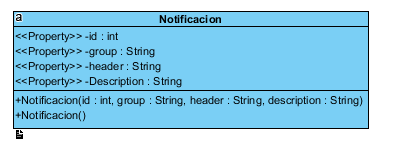 a
Notificacion
<<Property>> -id : int
<<Property>> -group : String
<<Property>> -header : String
<<Property>> -Description : String
+Notificacion(id : int, group : String, header : String, description : String)
+Notificacion()